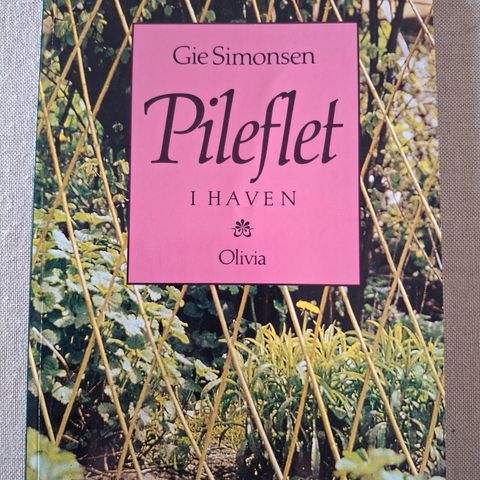 Gie Simonsen
Pileflet
I HAVEN
Olivia